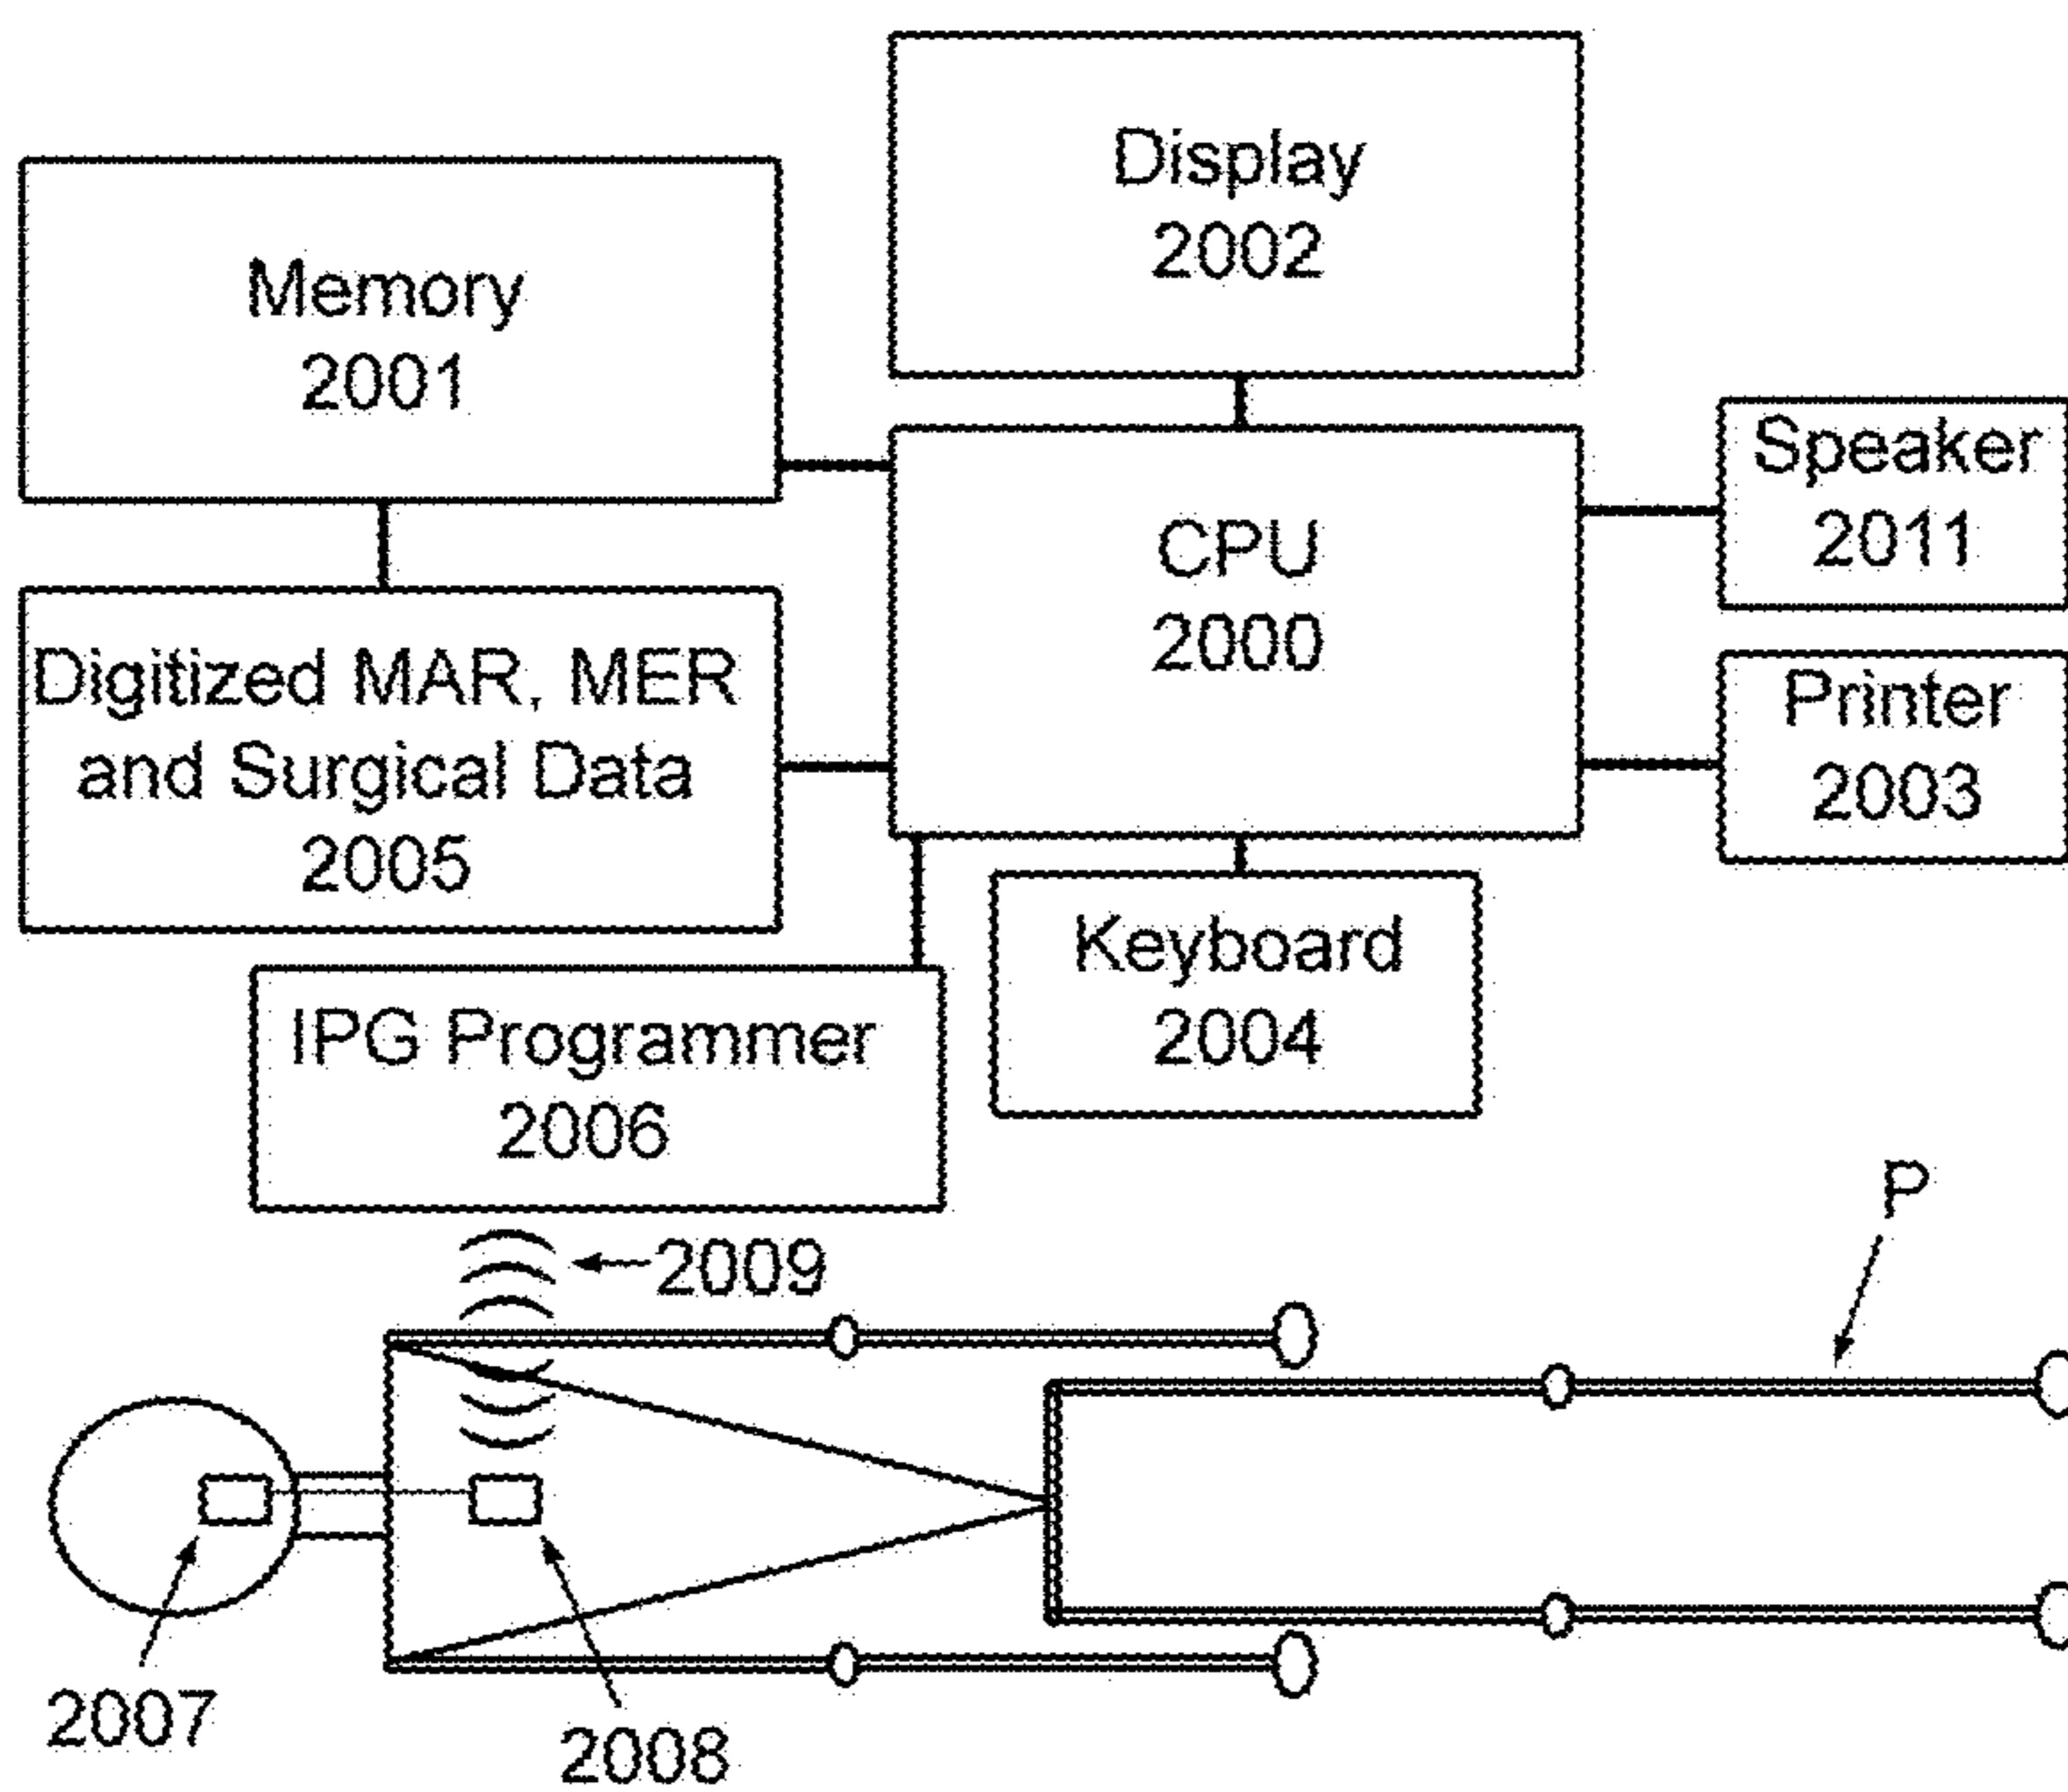 Display
2002
Memory
2001
Speaker
2011
CPU
2000
Digitized MAR, MER
and Surgical Data
2005
Printer
2003
Keyboard
2004
IPG Programmer
2006
P
2009
2007
2008